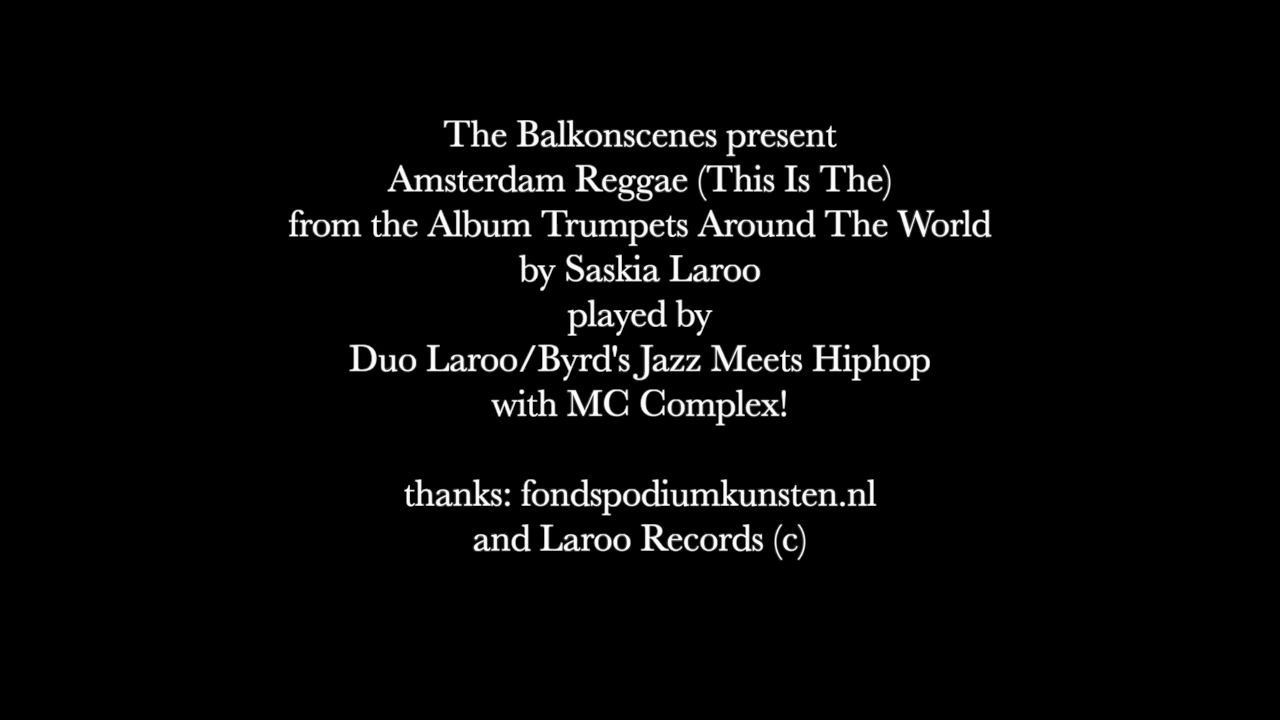 The Balkonscenes present
Amsterdam Reggae (This Is The)
from the Album Trumpets Around The World
by Saskia Laroo
played by
Duo Laroo/Byrd's Jazz Meets Hiphop
with MC Complex!
thanks: fondspodiumkunsten.nl
and Laroo Records (c)